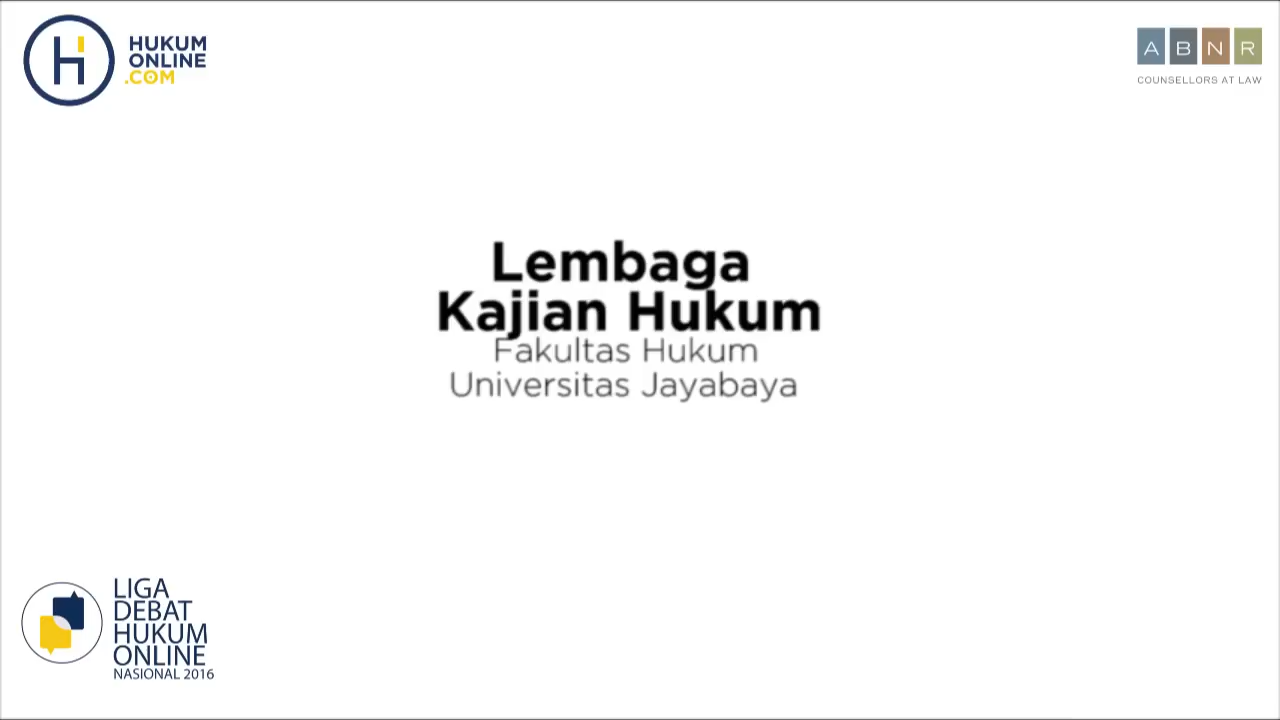 HUKUM
ONLINE
.COM
A B N R
COUNSELLORS AT LAW
Lembaga
Kajian Hukum
Fakultas Hukum
Universitas Jayabaya
LIGA
DEBAT
HUKUM
ONLINE
NASIONAL 2016